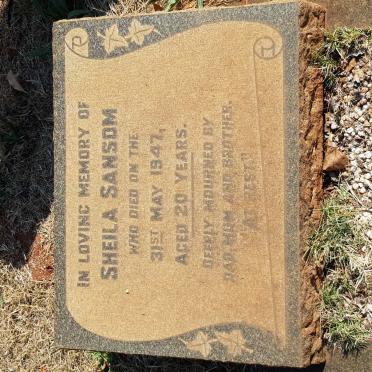 IN LOVING MEMORY OF
SHEILA SANSOM
WHO DIED ON THE
31ST MAY 1947,
AGED 20 YEARS.
DEEPLY MOURNED BY
DAD, MUM AND BROTHER.
"AT REST"